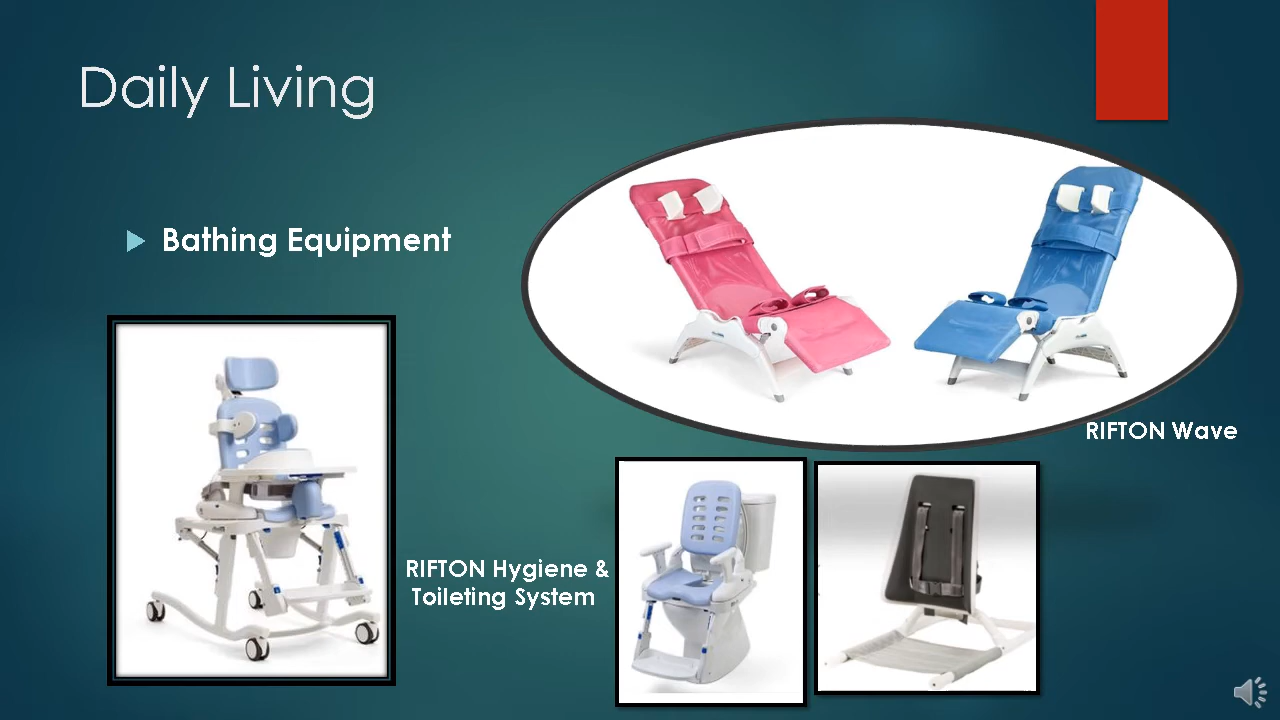 Daily Living
Bathing Equipment
RIFTON Wave
RIFTON Hygiene &
Toileting System